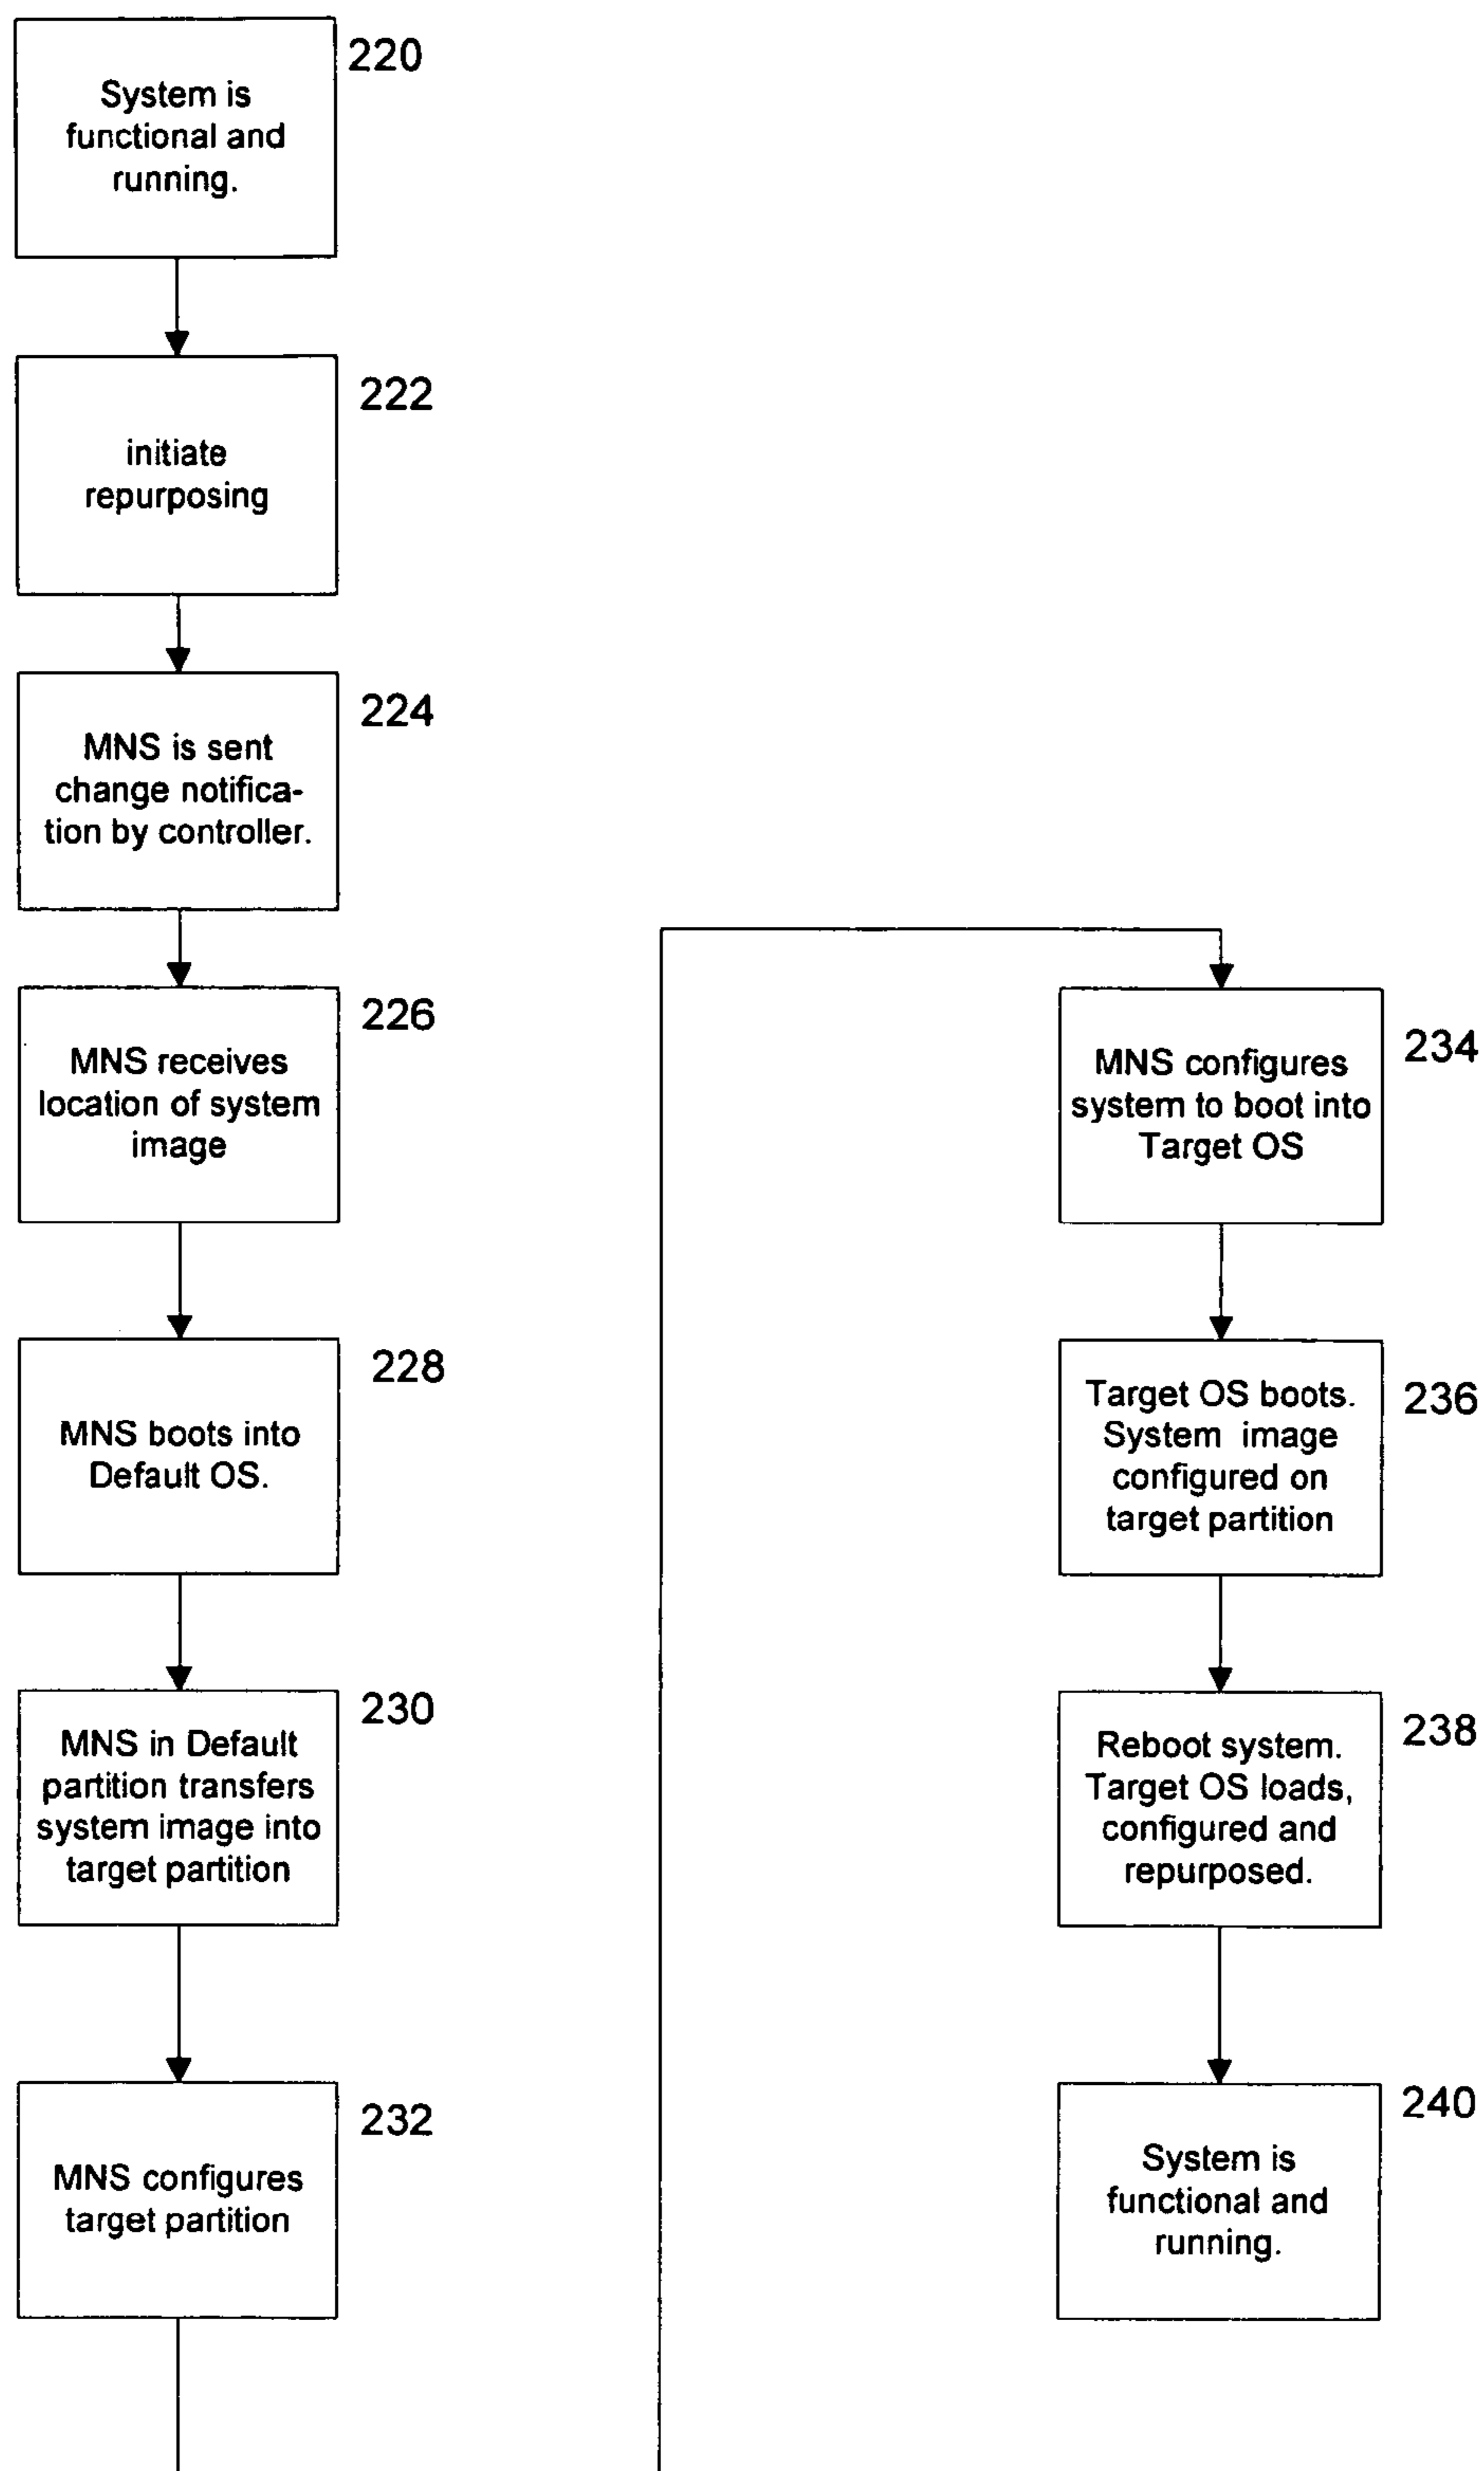 220
System is
functional and
running.
222
initiate
repurposing
224
MNS is sent
change notifica-
tion by controller.
226
MNS receives
location of system
image
228
MNS boots into
Default OS.
230
MNS in Default
partition transfers
system image into
target partition
232
MNS configures
target partition
234
MNS configures
system to boot into
Target OS
236
Target OS boots.
System image
configured on
target partition
238
Reboot system.
Target OS loads,
configured and
repurposed.
240
System is
functional and
running.